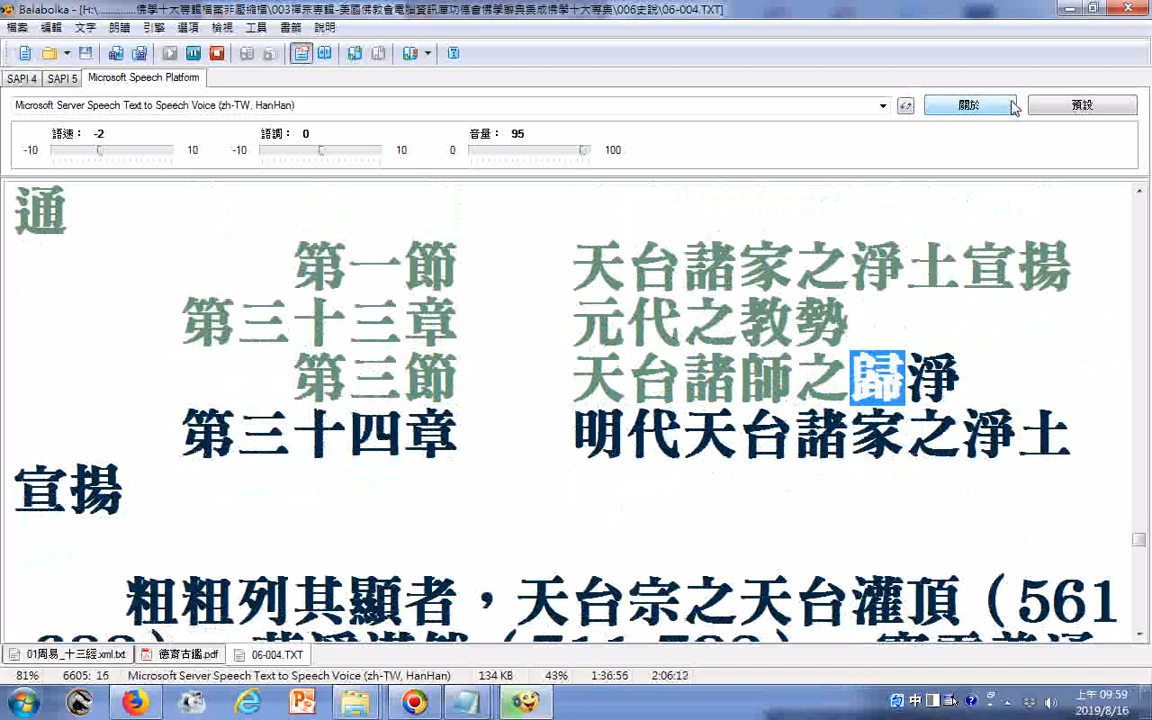 Balabolka - [H:\...............佛學十大專輯檔案非壓縮檔\003禪宗專輯-美國佛教會電腦資訊庫功德會佛學辭典集成佛學十大專集\006史說\06-004.TXT]
檔案 編輯 文字 朗讀 引擎 選項 檢視 工具 書籤 說明
SAPI 4 SAPI 5 Microsoft Speech Platform
Microsoft Server Speech Text to Speech Voice (zh-TW, HanHan) 關於 預設
語速： -2 語調： 0 音量： 95
-10 10 -10 10 0 100
通
第一節 天台諸家之淨土宣揚
第三十三章 元代之教勢
第三節 天台諸師之歸淨
第三十四章 明代天台諸家之淨土
宣揚
粗粗列其顯者，天台宗之天台灌頂（561
01周易_十三經.xml.txt 德育古鑑.pdf 06-004.TXT
81% 6605: 16 Microsoft Server Speech Text to Speech Voice (zh-TW, HanHan) 134 KB 43% 1:36:56 2:06:12
中 上午 09:59
2019/8/16